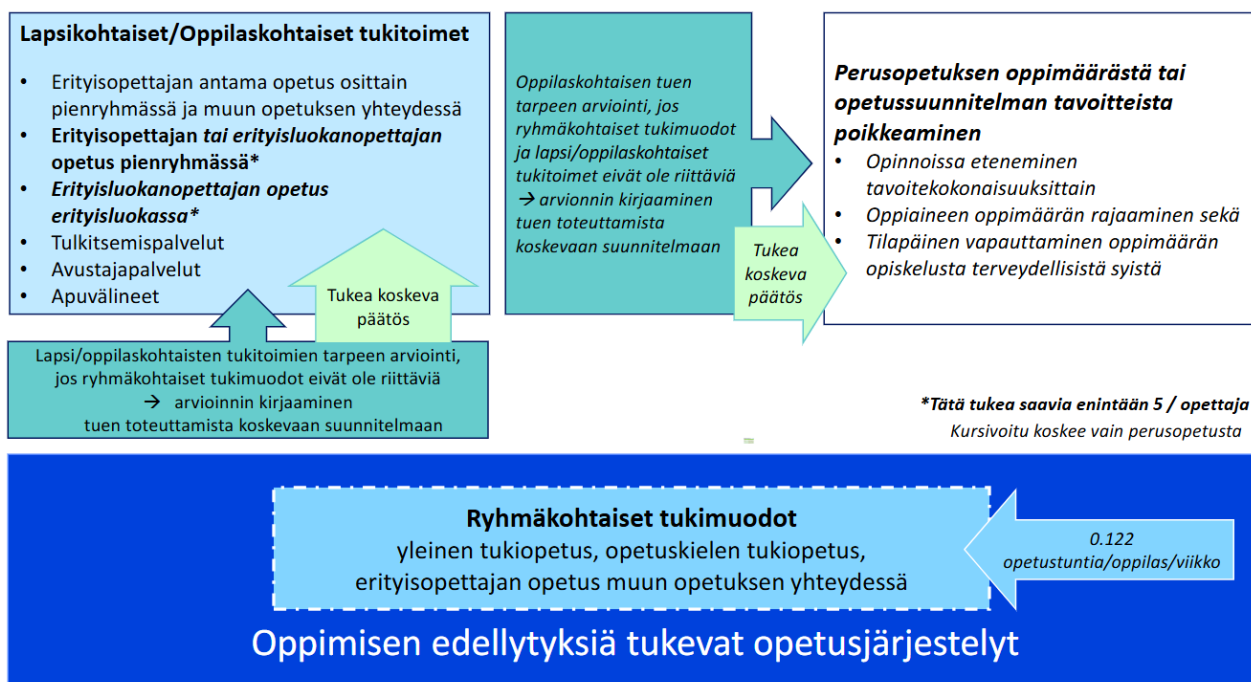 Lapsikohtaiset/Oppilaskohtaiset tukitoimet
• Erityisopettajan antama opetus osittain
pienryhmässä ja muun opetuksen yhteydessä
• Erityisopettajan tai erityisluokanopettajan
opetus pienryhmässä*
• Erityisluokanopettajan opetus
erityisluokassa*
• Tulkitsemispalvelut
• Avustajapalvelut
• Apuvälineet
Tukea koskeva
päätös
Lapsi/oppilaskohtaisten tukitoimien tarpeen arviointi,
jos ryhmäkohtaiset tukimuodot eivät ole riittäviä
→ arvioinnin kirjaaminen
tuen toteuttamista koskevaan suunnitelmaan
Oppilaskohtaisen tuen
tarpeen arviointi, jos
ryhmäkohtaiset tukimuodot
ja lapsi/oppilaskohtaiset
tukitoimet eivät ole riittäviä
→ arvionnin kirjaaminen
tuen toteuttamista
koskevaan suunnitelmaan
Tukea
koskeva
päätös
Perusopetuksen oppimäärästä tai
opetussuunnitelman tavoitteista
poikkeaminen
• Opinnoissa eteneminen
tavoitekokonaisuuksittain
• Oppiaineen oppimäärän rajaaminen sekä
• Tilapäinen vapauttaminen oppimäärän
opiskelusta terveydellisistä syistä
*Tätä tukea saavia enintään 5 / opettaja
Kursivoitu koskee vain perusopetusta
Ryhmäkohtaiset tukimuodot
yleinen tukiopetus, opetuskielen tukiopetus,
erityisopettajan opetus muun opetuksen yhteydessä
0.122
opetustuntia/oppilas/viikko
Oppimisen edellytyksiä tukevat opetusjärjestelyt